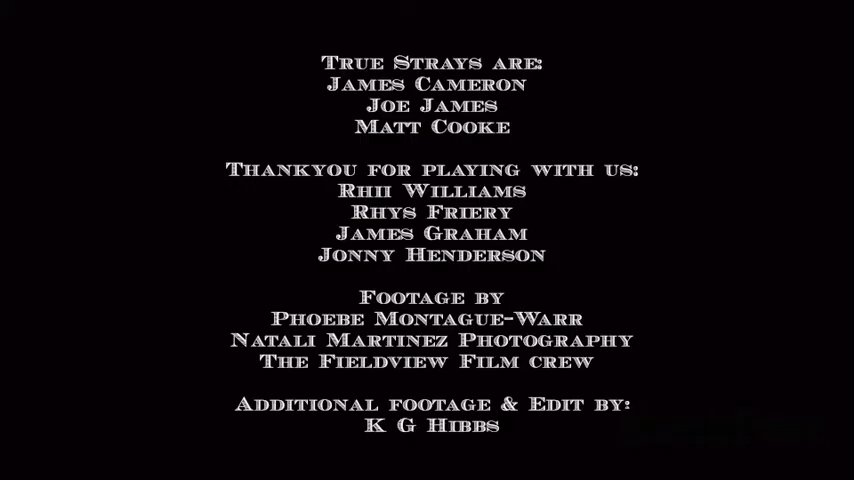 True Strays are:
James Cameron
Joe James
Matt Cooke
Thankyou for playing with us:
Rhii Williams
Rhys Friery
James Graham
Jonny Henderson
Footage by
Phoebe Montague-Warr
Natali Martinez Photography
The Fieldview Film crew
Additional footage & Edit by:
K G Hibbs